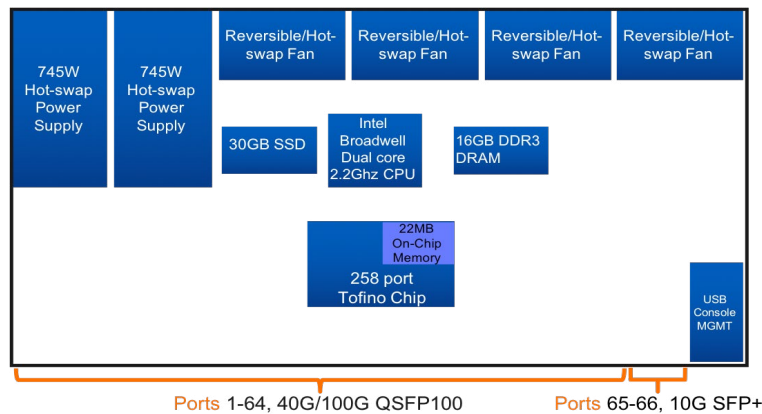 745W
Hot-swap
Power
Supply
745W
Hot-swap
Power
Supply
Reversible/Hot-
swap Fan
Reversible/Hot-
swap Fan
Reversible/Hot-
swap Fan
Reversible/Hot-
swap Fan
30GB SSD
Intel
Broadwell
Dual core
2.2Ghz CPU
16GB DDR3
DRAM
22MB
On-Chip
Memory
258 port
Tofino Chip
USB
Console
MGMT
Ports 1-64, 40G/100G QSFP100
Ports 65-66, 10G SFP+